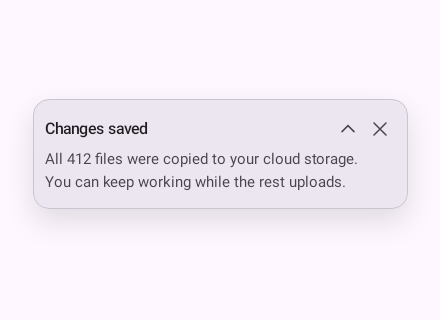 Changes saved
All 412 files were copied to your cloud storage.
You can keep working while the rest uploads.